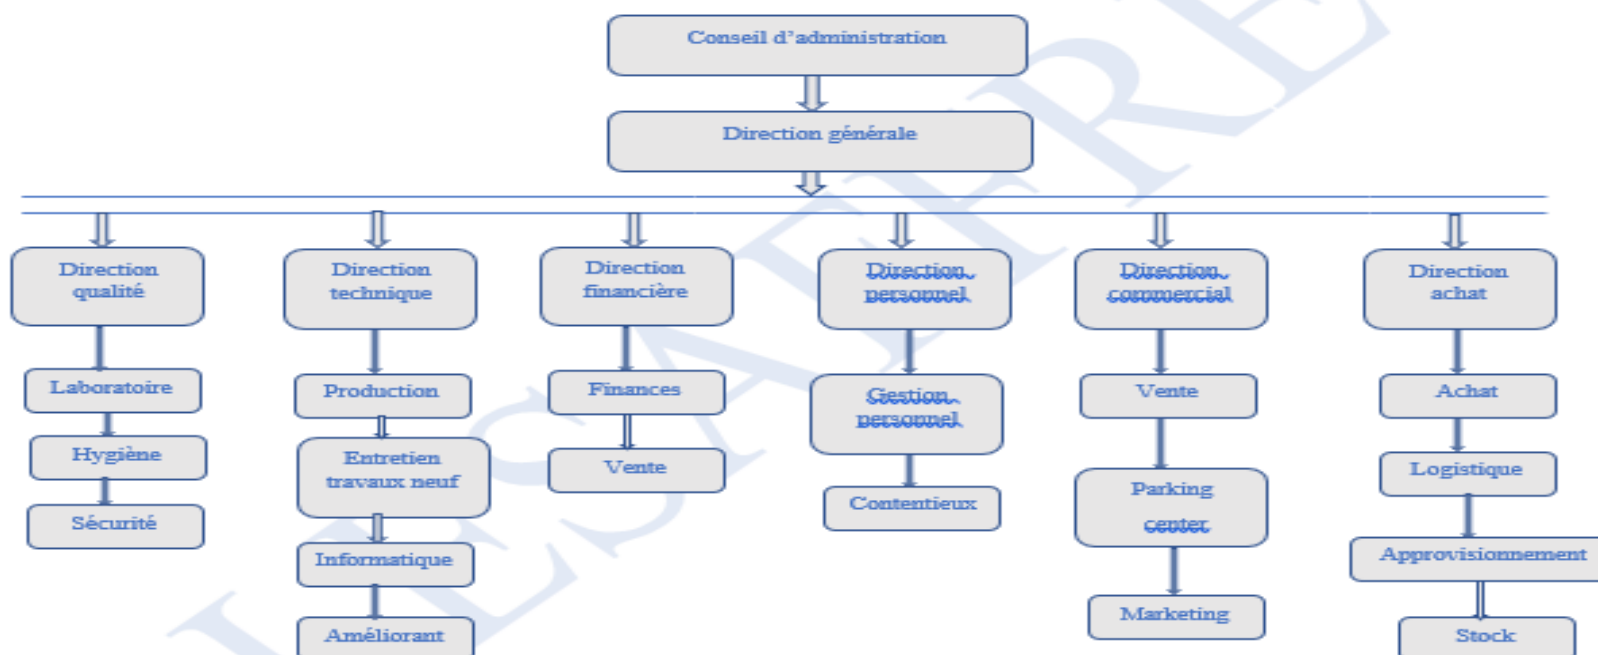 Conseil d'administration
Direction générale
Direction
qualité
Laboratoire
Hygiène
Sécurité
Direction
technique
Production
Entretien
travaux neuf
Informatique
Améliorant
Direction
financière
Finances
Vente
Direction
personnel
Gestion
personnel
Contentieux
Direction
commercial
Vente
Parking
center
Marketing
Direction
achat
Achat
Logistique
Approvisionnement
Stock
LESAFFRE